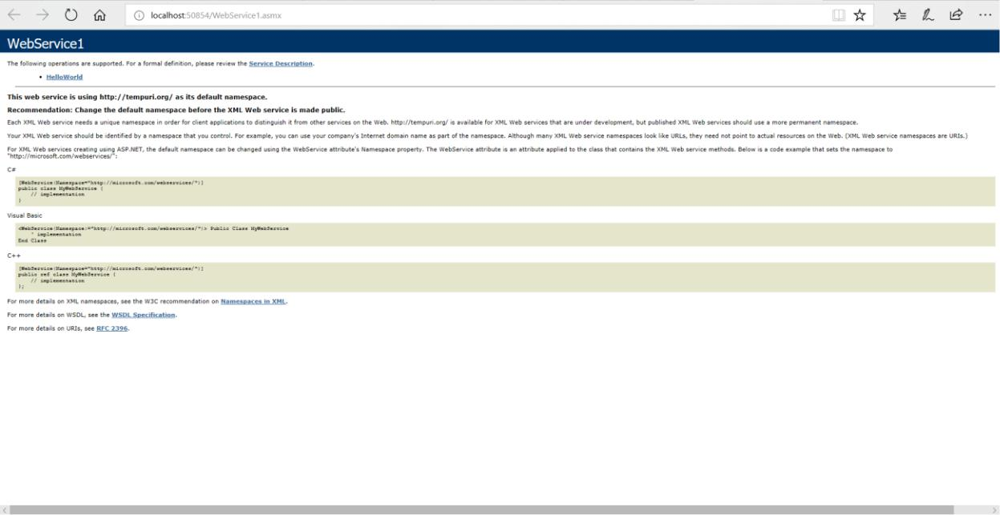 localhost:50854/WebService1.asmx
WebService1
The following operations are supported. For a formal definition, please review the Service Description.
• HelloWorld
This web service is using http://tempuri.org/ as its default namespace.
Recommendation: Change the default namespace before the XML Web service is made public.
Each XML Web service needs a unique namespace in order for client applications to distinguish it from other services on the Web. http://tempuri.org/ is available for XML Web services that are under development, but published XML Web services should use a more permanent namespace.
Your XML Web service should be identified by a namespace that you control. For example, you can use your company's Internet domain name as part of the namespace. Although many XML Web service namespaces look like URLs, they need not point to actual resources on the Web. (XML Web service namespaces are URIs.)
For XML Web services creating using ASP.NET, the default namespace can be changed using the WebService attribute's Namespace property. The WebService attribute is an attribute applied to the class that contains the XML Web service methods. Below is a code example that sets the namespace to
"http://microsoft.com/webservices/":
C#
[WebService(Namespace="http://microsoft.com/webservices/")]
public class MyWebService {
// implementation
}
Visual Basic
<WebService(Namespace:="http://microsoft.com/webservices/")> Public Class MyWebService
' implementation
End Class
C++
[WebService(Namespace="http://microsoft.com/webservices/")]
public ref class MyWebService {
// implementation
};
For more details on XML namespaces, see the W3C recommendation on Namespaces in XML.
For more details on WSDL, see the WSDL Specification.
For more details on URIs, see RFC 2396.